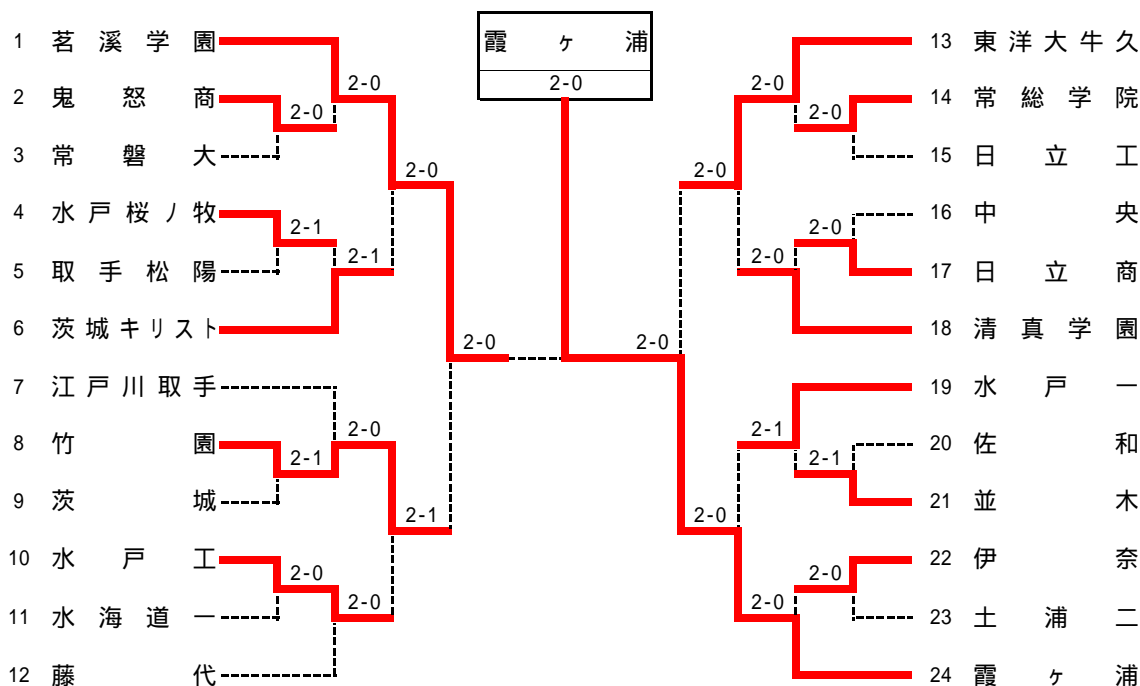 霞ヶ浦
2-0
1 茗溪学園
2 鬼怒商
3 常磐大
4 水戸桜ノ牧
5 取手松陽
6 茨城キリスト
7 江戸川取手
8 竹園
9 茨城
10 水戸工
11 水海道一
12 藤代
2-0
2-0
2-0
2-1
2-1
2-0
2-0
2-1
2-1
2-0
2-0
13 東洋大牛久
14 常総学院
15 日立工
16 中央
17 日立商
18 清真学園
19 水戸一
20 佐和
21 並木
22 伊奈
23 土浦二
24 霞ヶ浦
2-0
2-0
2-0
2-0
2-0
2-1
2-1
2-0
2-0
2-0